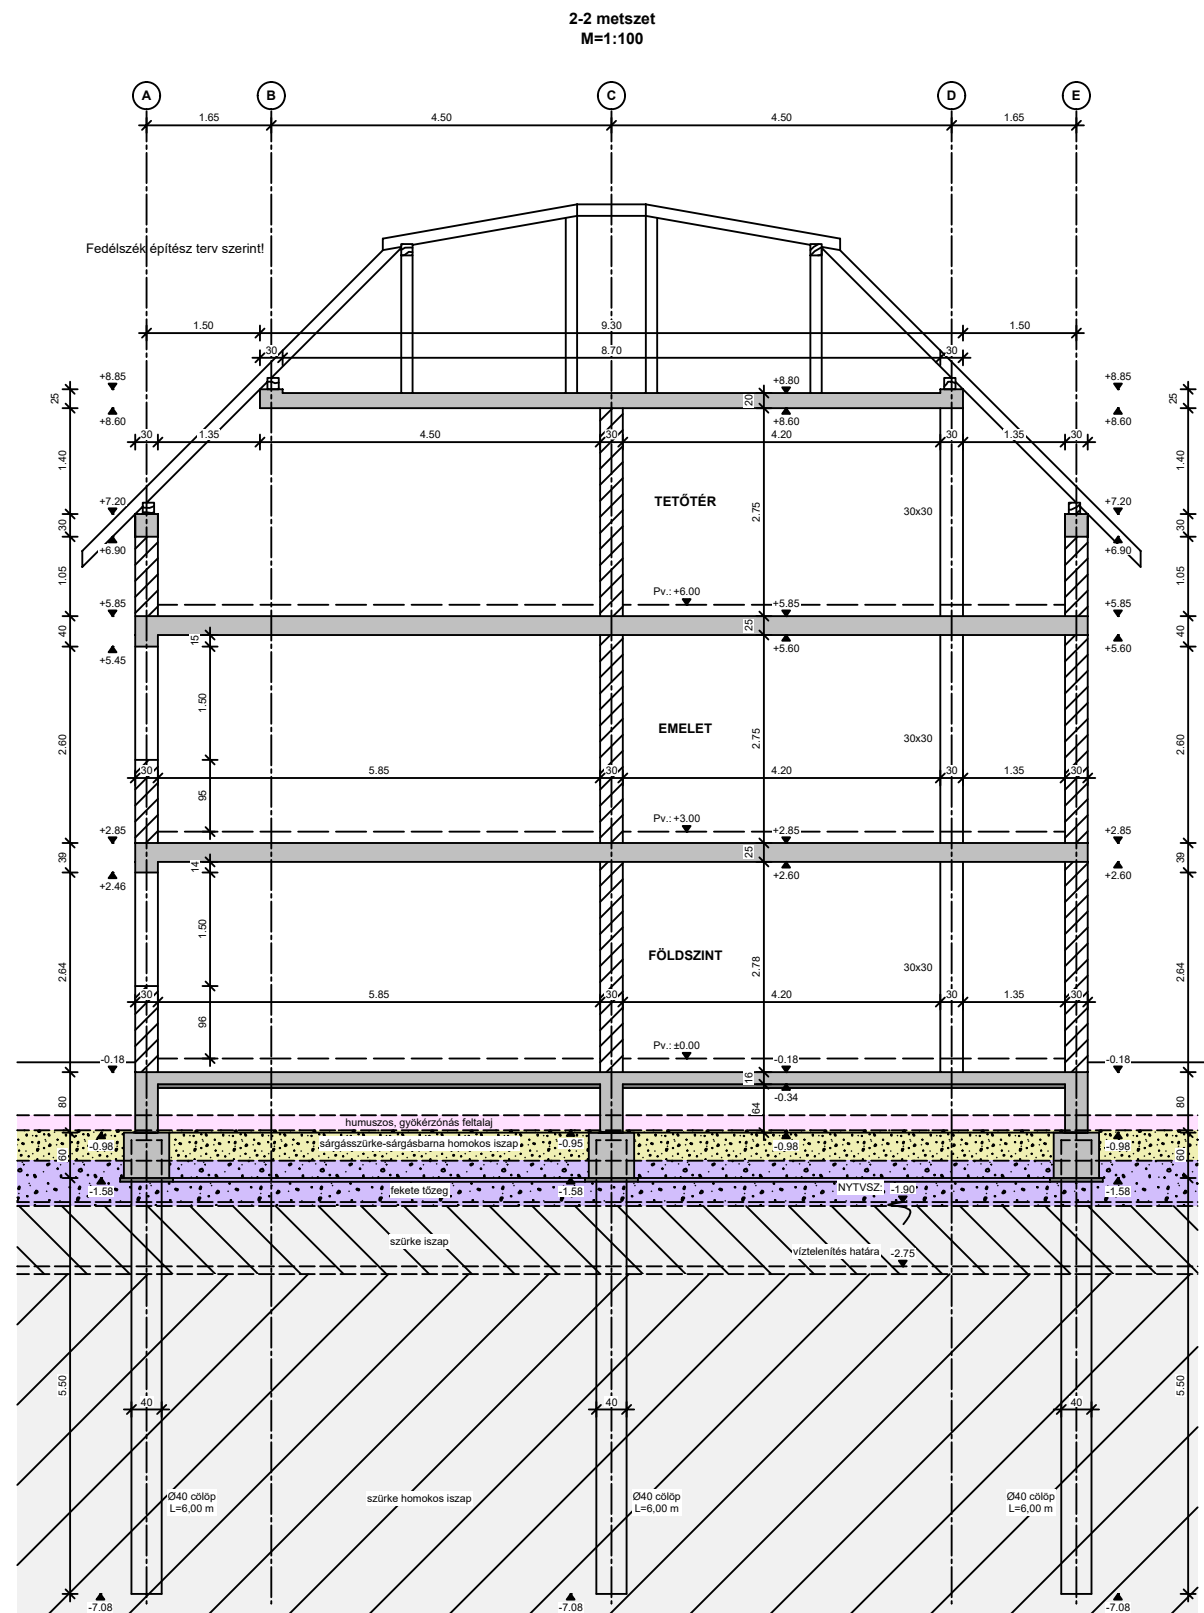 2-2 metszet
M=1:100
A B C D E
1.65 4.50 4.50 1.65
Fedélszék építész terv szerint!
1.50 9.30 1.50
30 8.70 30
+8.85 +8.80 +8.85
25 20 25
+8.60 +8.60 +8.60
30 1.35 4.50 30 4.20 30 1.35 30
1.40 1.40
TETŐTÉR
+7.20 2.75 30x30 +7.20
30 30
+6.90 +6.90
1.05 1.05
Pv.: +6.00
+5.85 +5.85 +5.85
40 15 25 40
+5.45 +5.60 +5.60
1.50
EMELET
2.60 2.75 30x30 2.60
30 5.85 30 4.20 30 1.35 30
95
Pv.: +3.00
+2.85 +2.85 +2.85
39 14 25 39
+2.46 +2.60 +2.60
1.50
FÖLDSZINT
2.64 2.78 30x30 2.64
30 5.85 30 4.20 30 1.35 30
96
Pv.: ±0.00
-0.18 -0.18 -0.18
16
-0.34
80 64 80
humuszos, gyökérzónás feltalaj
-0.98 sárgásszürke-sárgásbarna homokos iszap -0.95 -0.98 -0.98
60 60
-1.58 fekete tőzeg -1.58 NYTVSZ: -1.90 -1.58
szürke iszap
víztelenítés határa -2.75
5.50 5.50
40 40 40
szürke homokos iszap
Ø40 cölöp
L=6,00 m
Ø40 cölöp
L=6,00 m
Ø40 cölöp
L=6,00 m
-7.08 -7.08 -7.08